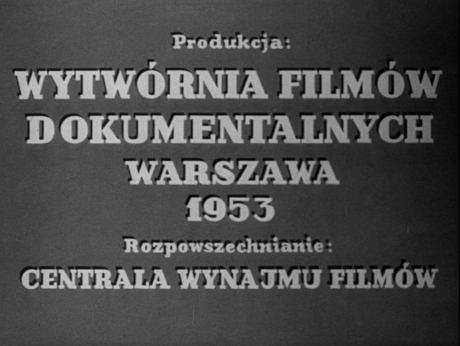 Produkcja:
WYTWÓRNIA FILMÓW
DOKUMENTALNYCH
WARSZAWA
1953
Rozpowszechnianie:
CENTRALA WYNAJMU FILMÓW